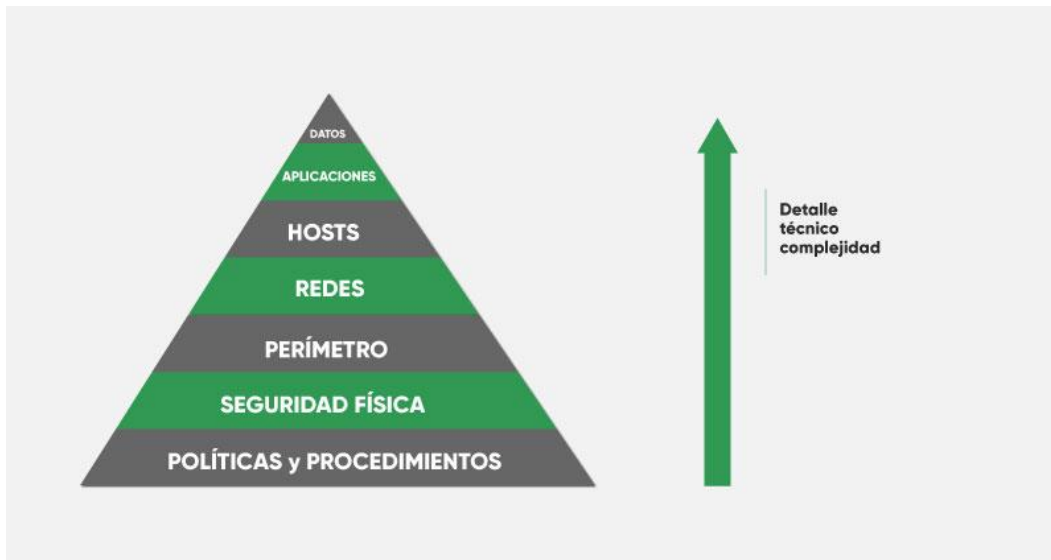 DATOS
APLICACIONES
HOSTS
REDES
PERÍMETRO
SEGURIDAD FÍSICA
POLÍTICAS y PROCEDIMIENTOS
Detalle
técnico
complejidad